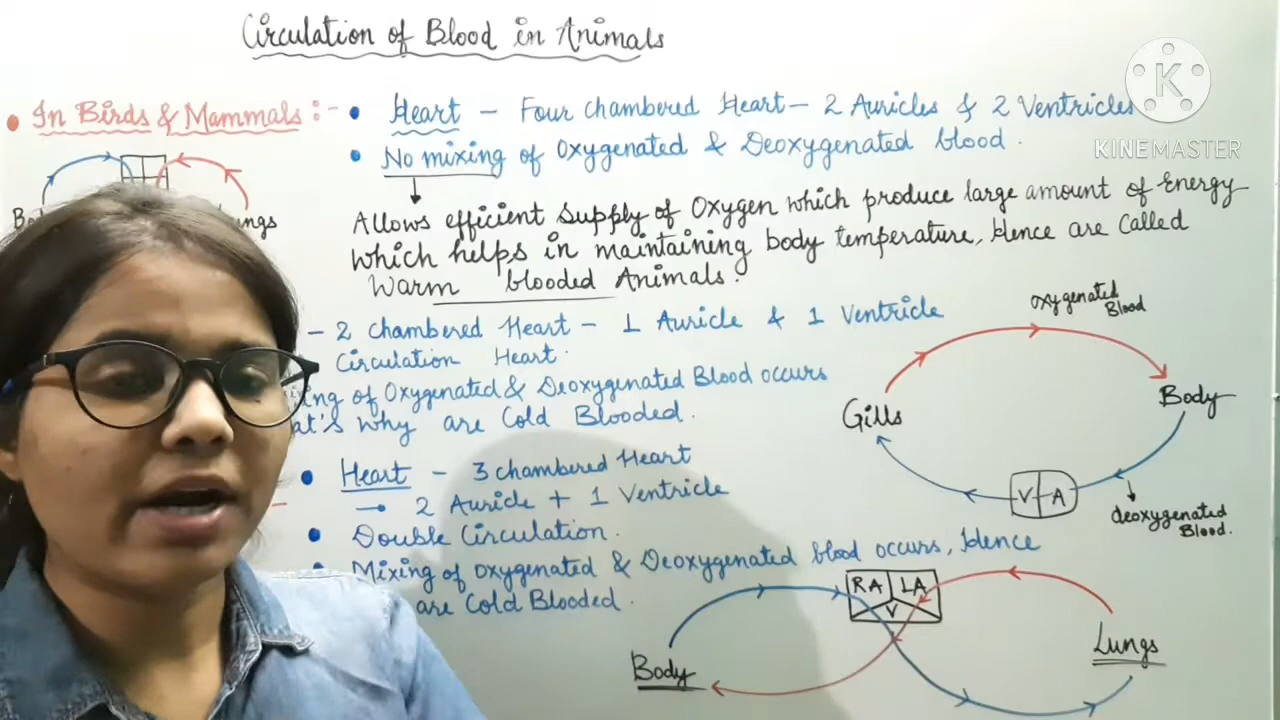 Circulation of Blood in Animals
K
KINEMASTER
• In Birds & Mammals :-
• Heart - Four chambered Heart - 2 Auricles & 2 Ventricles
• No mixing of Oxygenated & Deoxygenated blood.
Allows efficient supply of Oxygen which produce large amount of Energy
which helps in maintaining body temperature, Hence are Called
Warm blooded Animals.
- 2 chambered Heart - 1 Auricle & 1 Ventricle
Circulation Heart.
of Oxygenated & Deoxygenated Blood occurs
why are Cold Blooded.
oxygenated
Blood
Gills
Body
V A
deoxygenated
Blood.
• Heart - 3 chambered Heart
→ 2 Auricle + 1 Ventricle
• Double Circulation.
• Mixing of oxygenated & Deoxygenated blood occurs, Hence
are Cold Blooded.
RA LA
V
Body
Lungs